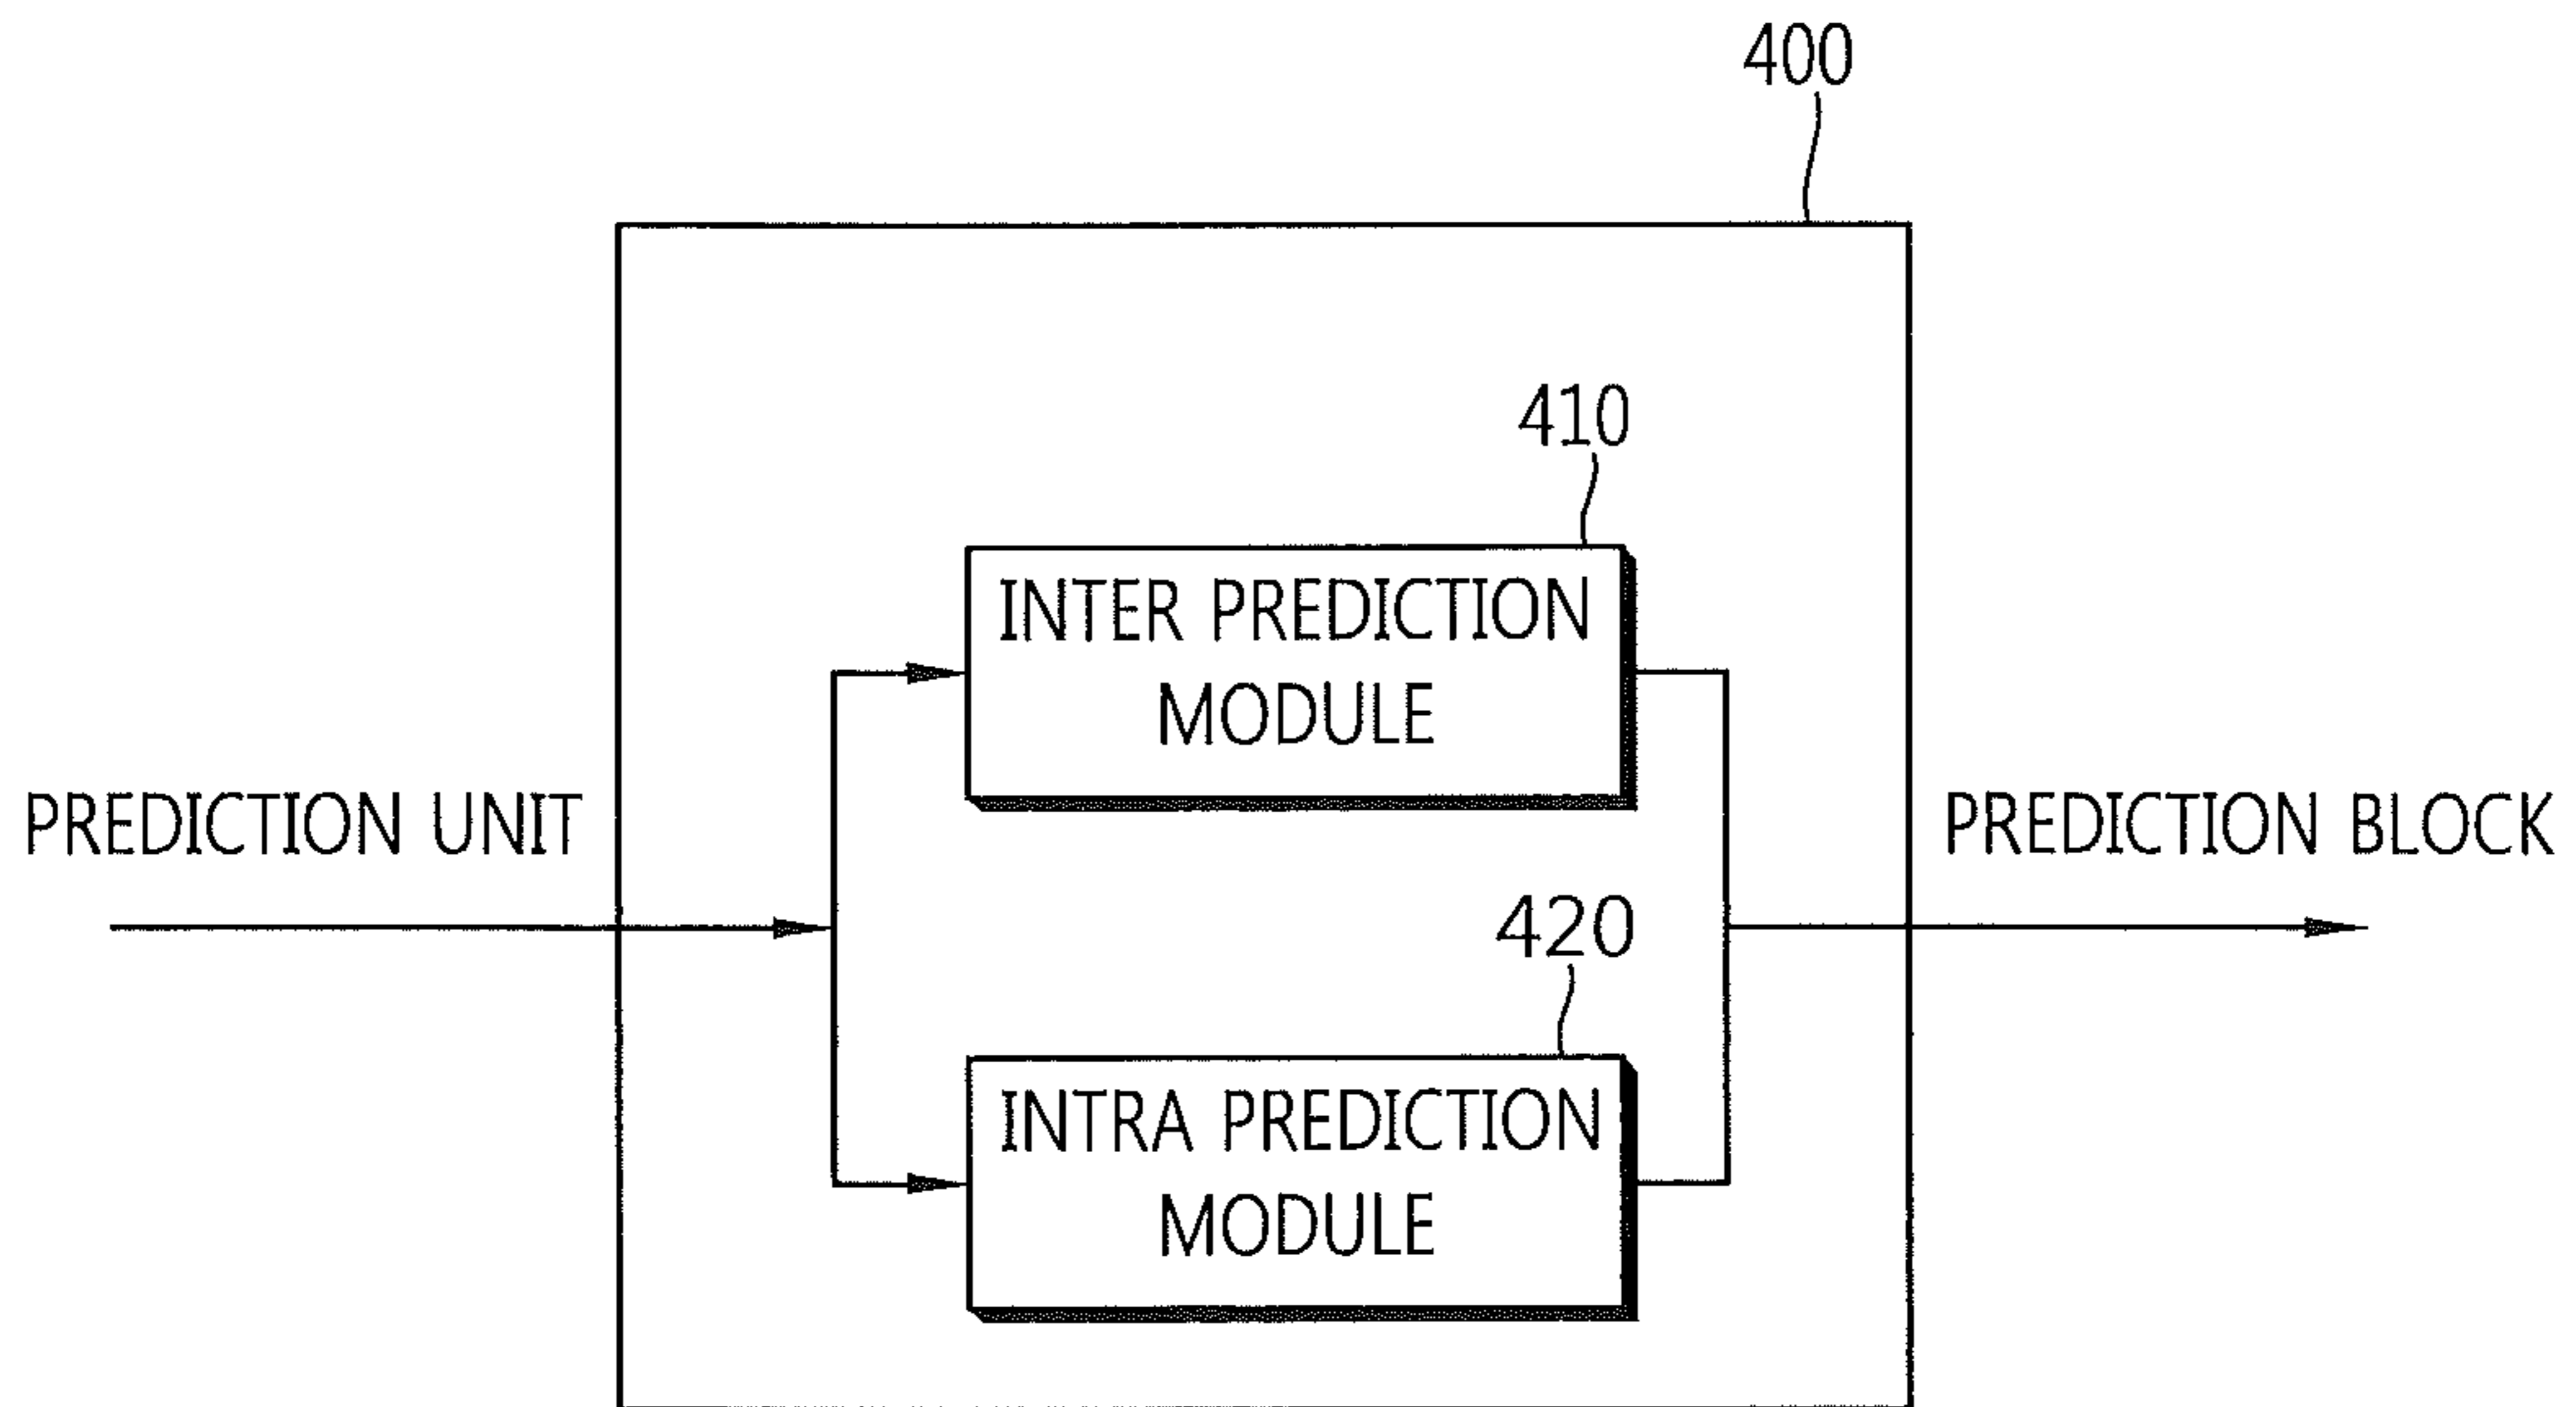 400
410
INTER PREDICTION
MODULE
PREDICTION UNIT
PREDICTION BLOCK
420
INTRA PREDICTION
MODULE